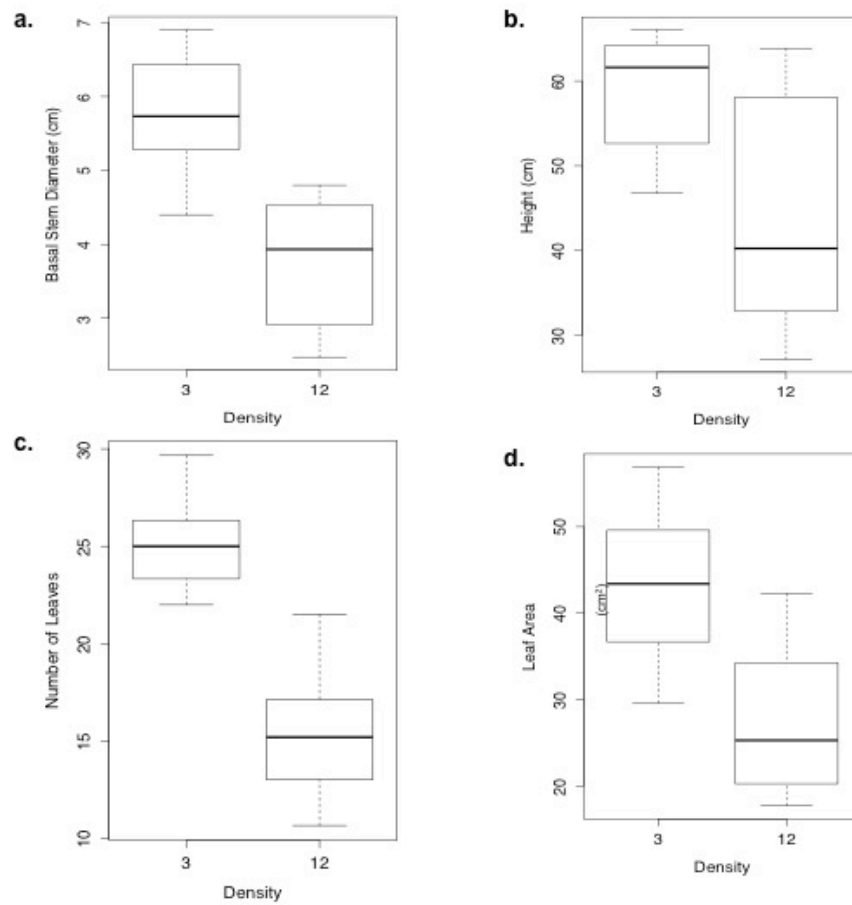 a.
7
6
5
4
3
Basal Stem Diameter (cm)
3
12
Density
b.
60
50
40
30
Height (cm)
3
12
Density
c.
30
25
20
15
10
Number of Leaves
3
12
Density
d.
50
40
30
20
Leaf Area
(cm²)
3
12
Density